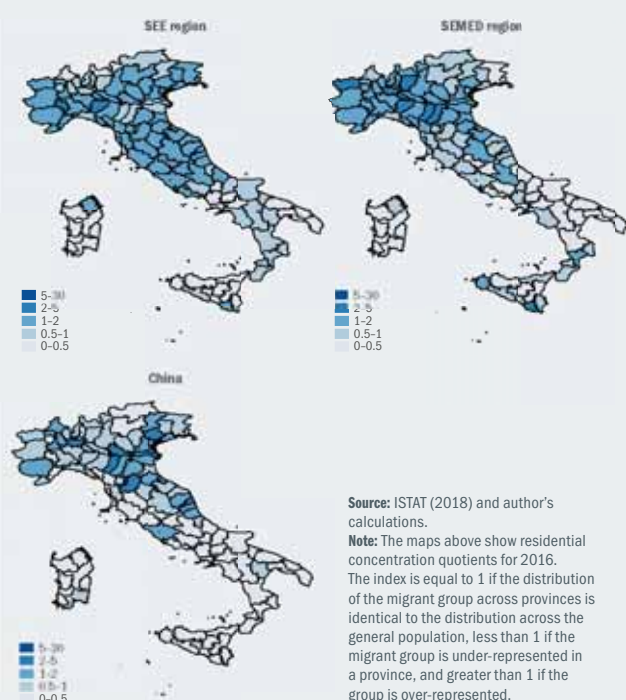 SEE region
SEMED region
5-30
2-5
1-2
0.5-1
0-0.5
5-30
2-5
1-2
0.5-1
0-0.5
China
5-30
2-5
1-2
0.5-1
0-0.5
Source: ISTAT (2018) and author's
calculations.
Note: The maps above show residential
concentration quotients for 2016.
The index is equal to 1 if the distribution
of the migrant group across provinces is
identical to the distribution across the
general population, less than 1 if the
migrant group is under-represented in
a province, and greater than 1 if the
group is over-represented.